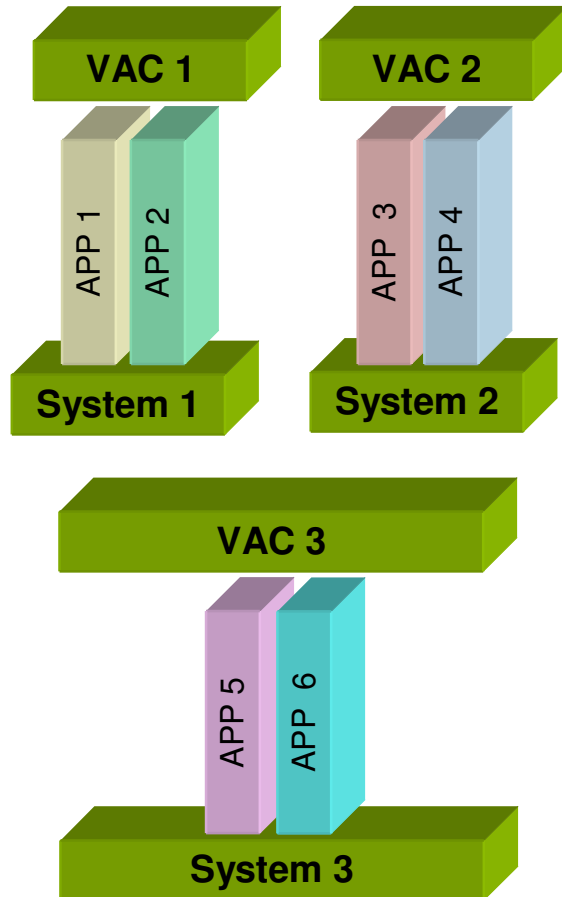 VAC 1
VAC 2
APP 1
APP 2
APP 3
APP 4
System 1
System 2
VAC 3
APP 5
APP 6
System 3